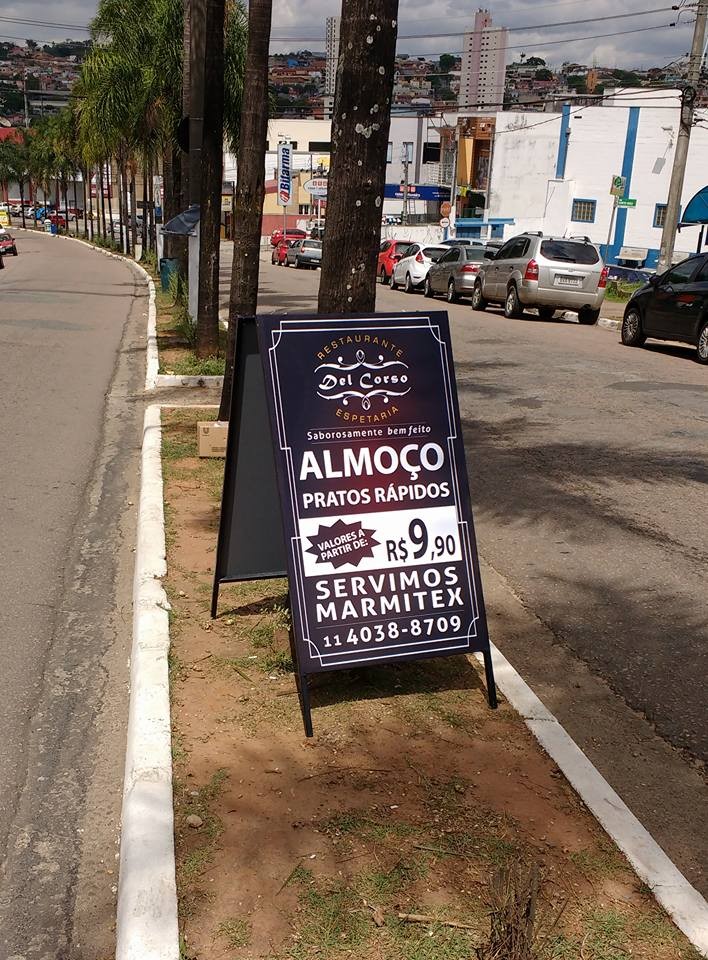 Bifarma
RESTAURANTE
Del Corso
ESPETARIA
Saborosamente bem feito
ALMOÇO
PRATOS RÁPIDOS
VALORES A
PARTIR DE:
R$9,90
SERVIMOS
MARMITEX
11 4038-8709